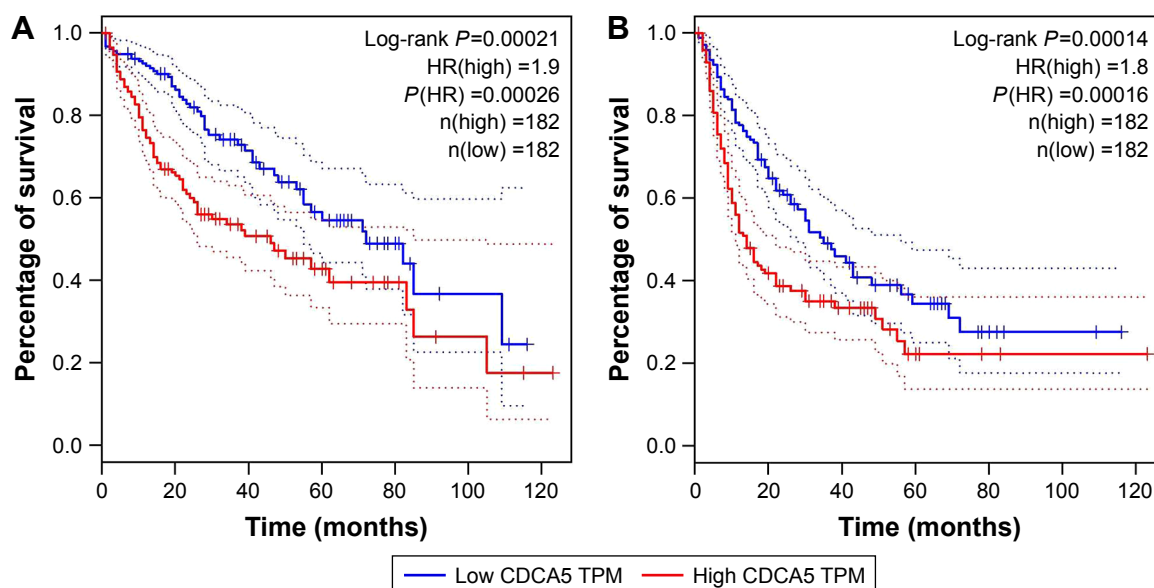 A
Log-rank P=0.00021
HR(high) =1.9
P(HR) =0.00026
n(high) =182
n(low) =182
Percentage of survival
1.0
0.8
0.6
0.4
0.2
0.0
0 20 40 60 80 100 120
Time (months)
B
Log-rank P=0.00014
HR(high) =1.8
P(HR) =0.00016
n(high) =182
n(low) =182
Percentage of survival
1.0
0.8
0.6
0.4
0.2
0.0
0 20 40 60 80 100 120
Time (months)
Low CDCA5 TPM High CDCA5 TPM